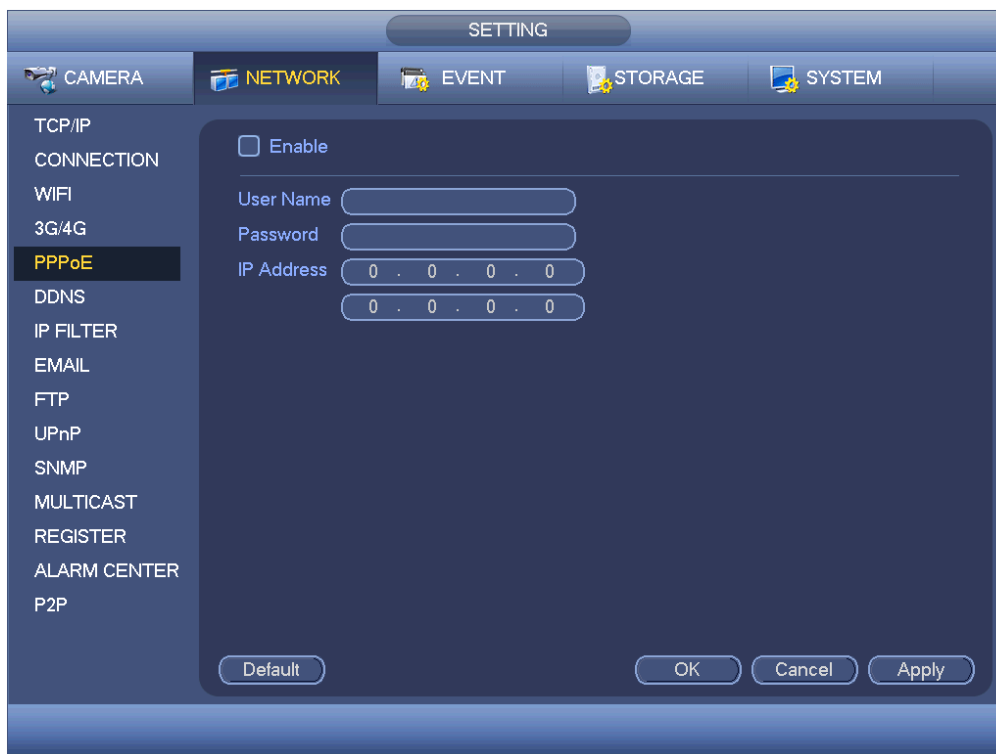 SETTING
CAMERA NETWORK EVENT STORAGE SYSTEM
TCP/IP
CONNECTION
WIFI
3G/4G
PPPoE
DDNS
IP FILTER
EMAIL
FTP
UPnP
SNMP
MULTICAST
REGISTER
ALARM CENTER
P2P
Enable
User Name
Password
IP Address 0 . 0 . 0 . 0
0 . 0 . 0 . 0
Default OK Cancel Apply